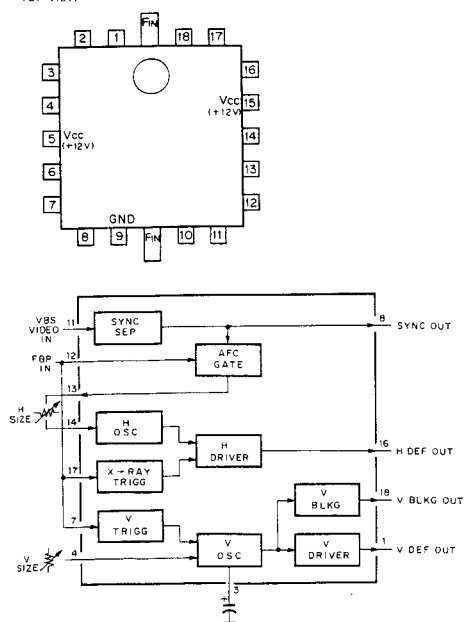 FIN
2 1 18 17
3
16
4
VCC
(+12V)
15
5
VCC
(+12V)
14
6
13
7
12
GND
8 9 FIN 10 11
VBS
VIDEO
IN
11
SYNC
SEP
8
SYNC OUT
FBP
IN
12
AFC
GATE
13
H
SIZE
14
H
OSC
H
DRIVER
16
H DEF OUT
17
X-RAY
TRIGG
V
BLKG
18
V BLKG OUT
7
V
TRIGG
V
SIZE
4
V
OSC
V
DRIVER
1
V DEF OUT
3
+